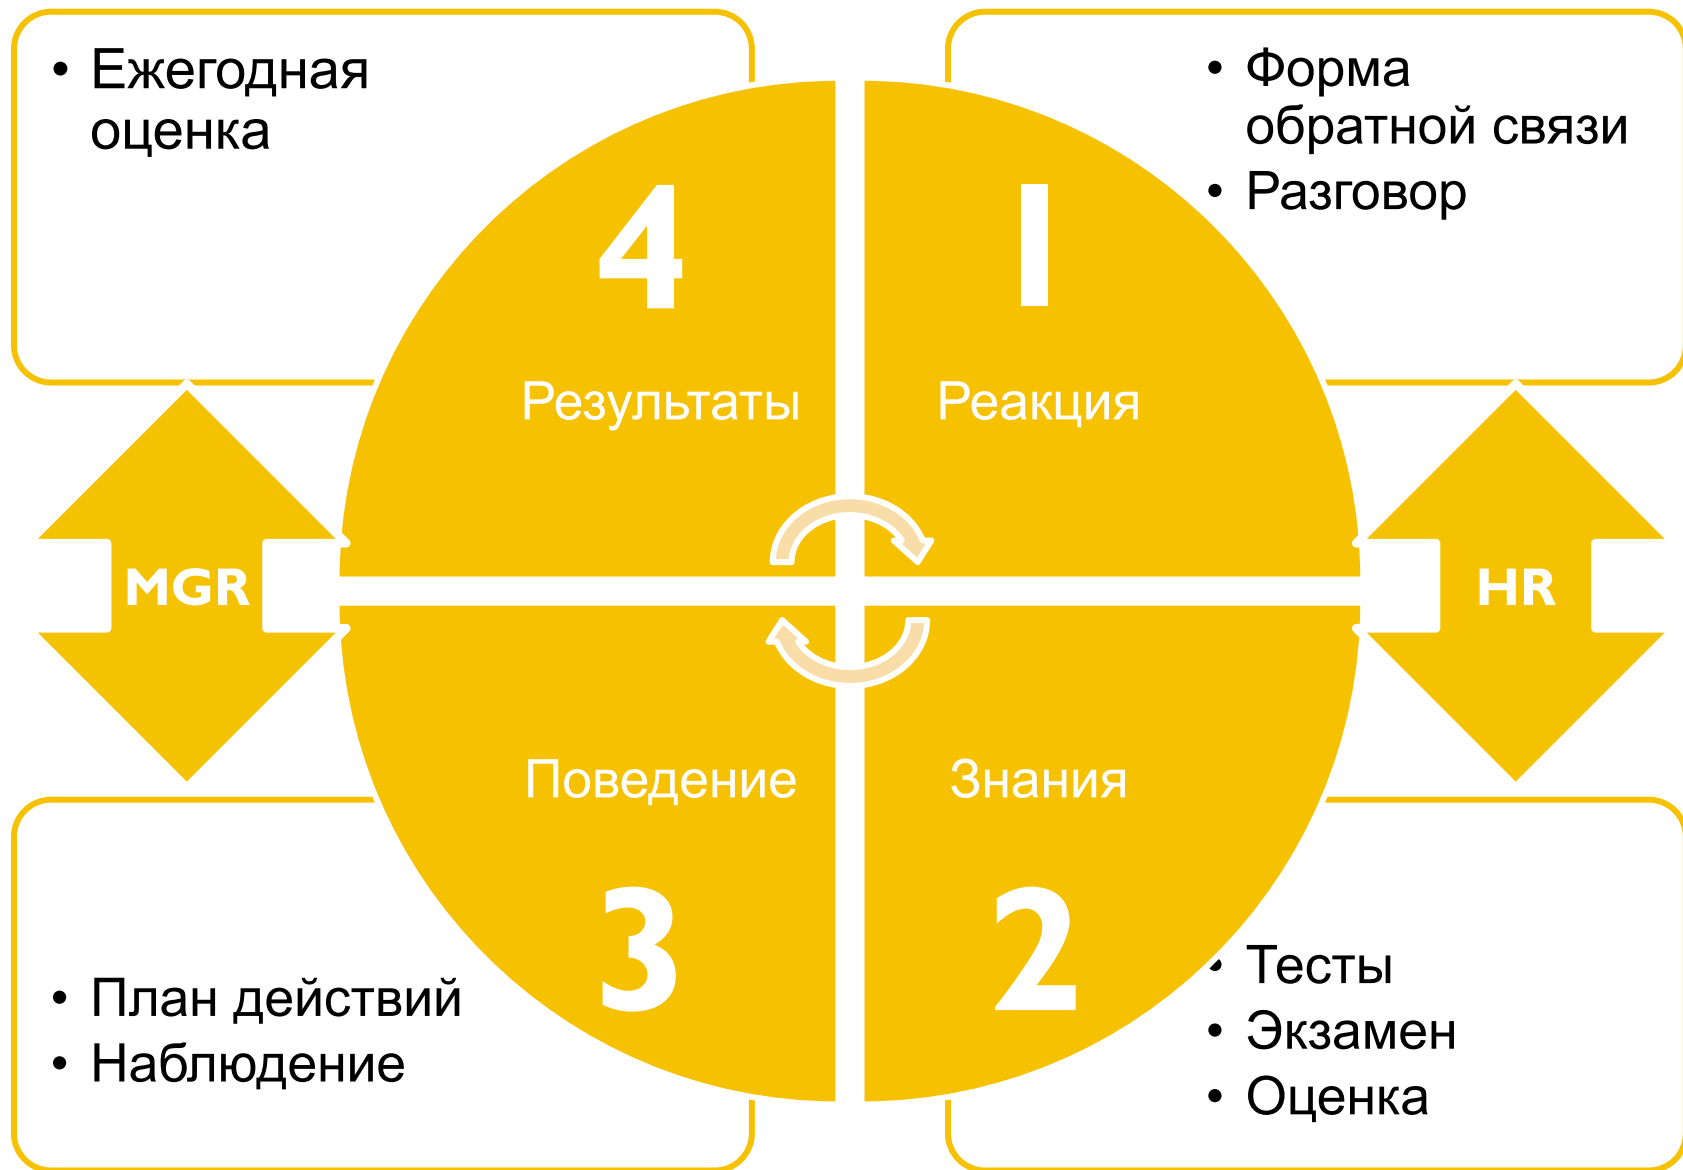 • Ежегодная
оценка
• Форма
обратной связи
• Разговор
4
1
Результаты
Реакция
MGR
HR
Поведение
Знания
3
2
• План действий
• Наблюдение
• Тесты
• Экзамен
• Оценка